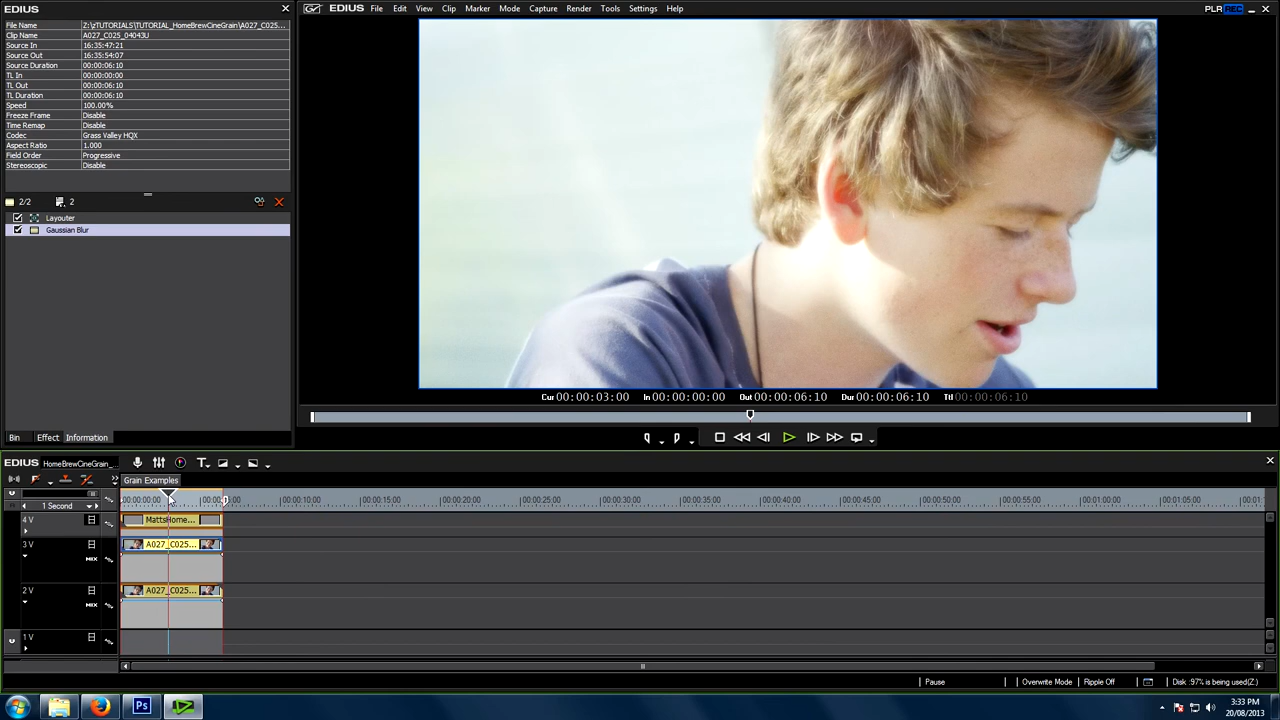 EDIUS
EDIUS File Edit View Clip Marker Mode Capture Render Tools Settings Help PLR REC
File Name Z:\zTUTORIALS\TUTORIAL_HomeBrewCineGrain\A027_C025...
Clip Name A027_C025_04043U
Source In 16:35:47:21
Source Out 16:35:54:07
Source Duration 00:00:06:10
TL In 00:00:00:00
TL Out 00:00:06:10
TL Duration 00:00:06:10
Speed 100.00%
Freeze Frame Disable
Time Remap Disable
Codec Grass Valley HQX
Aspect Ratio 1.000
Field Order Progressive
Stereoscopic Disable
2/2 2
Layouter
Gaussian Blur
Cur 00:00:03:00 In 00:00:00:00 Out 00:00:06:10 Dur 00:00:06:10 Ttl 00:00:06:10
Bin Effect Information
EDIUS HomeBrewCineGrain_... T
Grain Examples
1 Second
00:00:00:00 00:00:10:00 00:00:15:00 00:00:20:00 00:00:25:00 00:00:30:00 00:00:35:00 00:00:40:00 00:00:45:00 00:00:50:00 00:00:55:00 00:01:00:00 00:01:05:00 00:01:10
4 V MattsHome...
3 V A027_C025...
MIX
2 V A027_C025...
MIX
1 V
Pause Overwrite Mode Ripple Off Disk :97% is being used(Z:)
Ps
3:33 PM
20/08/2013